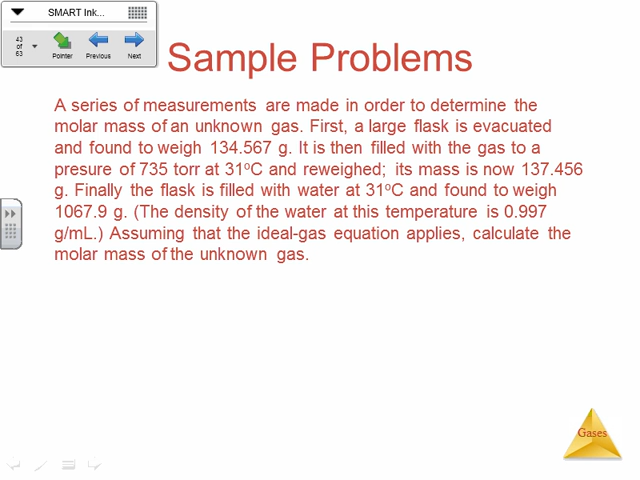 SMART Ink...
43
of
63
Pointer
Previous
Next
Sample Problems
A series of measurements are made in order to determine the
molar mass of an unknown gas. First, a large flask is evacuated
and found to weigh 134.567 g. It is then filled with the gas to a
presure of 735 torr at 31ºC and reweighed; its mass is now 137.456
g. Finally the flask is filled with water at 31ºC and found to weigh
1067.9 g. (The density of the water at this temperature is 0.997
g/mL.) Assuming that the ideal-gas equation applies, calculate the
molar mass of the unknown gas.
Gases